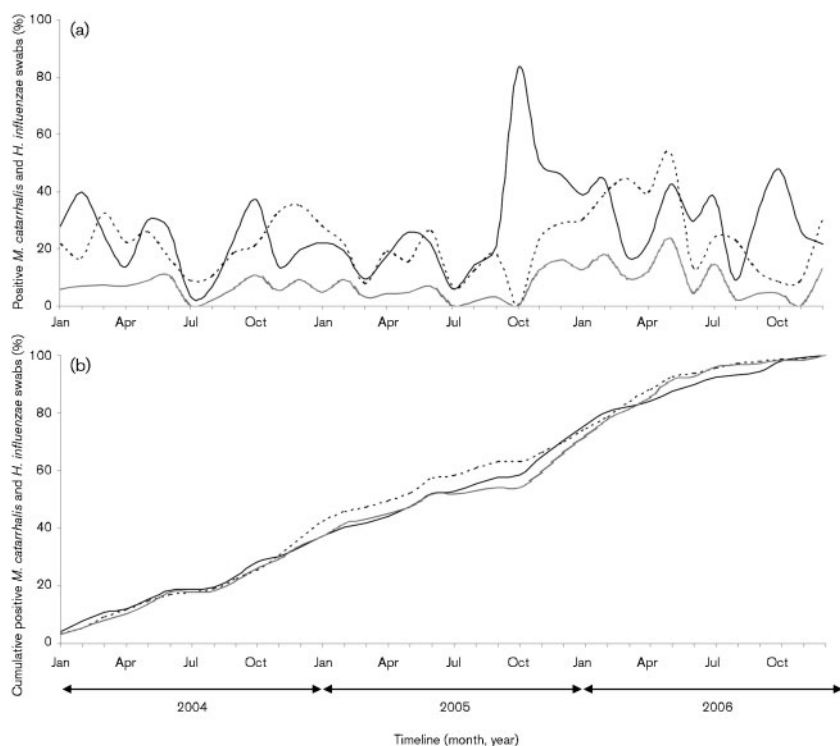 (a)
Positive M. catarrhalis and H. influenzae swabs (%)
100
80
60
40
20
0
Jan Apr Jul Oct Jan Apr Jul Oct Jan Apr Jul Oct
(b)
Cumulative positive M. catarrhalis and H. influenzae swabs (%)
100
80
60
40
20
0
Jan Apr Jul Oct Jan Apr Jul Oct Jan Apr Jul Oct
2004 2005 2006
Timeline (month, year)